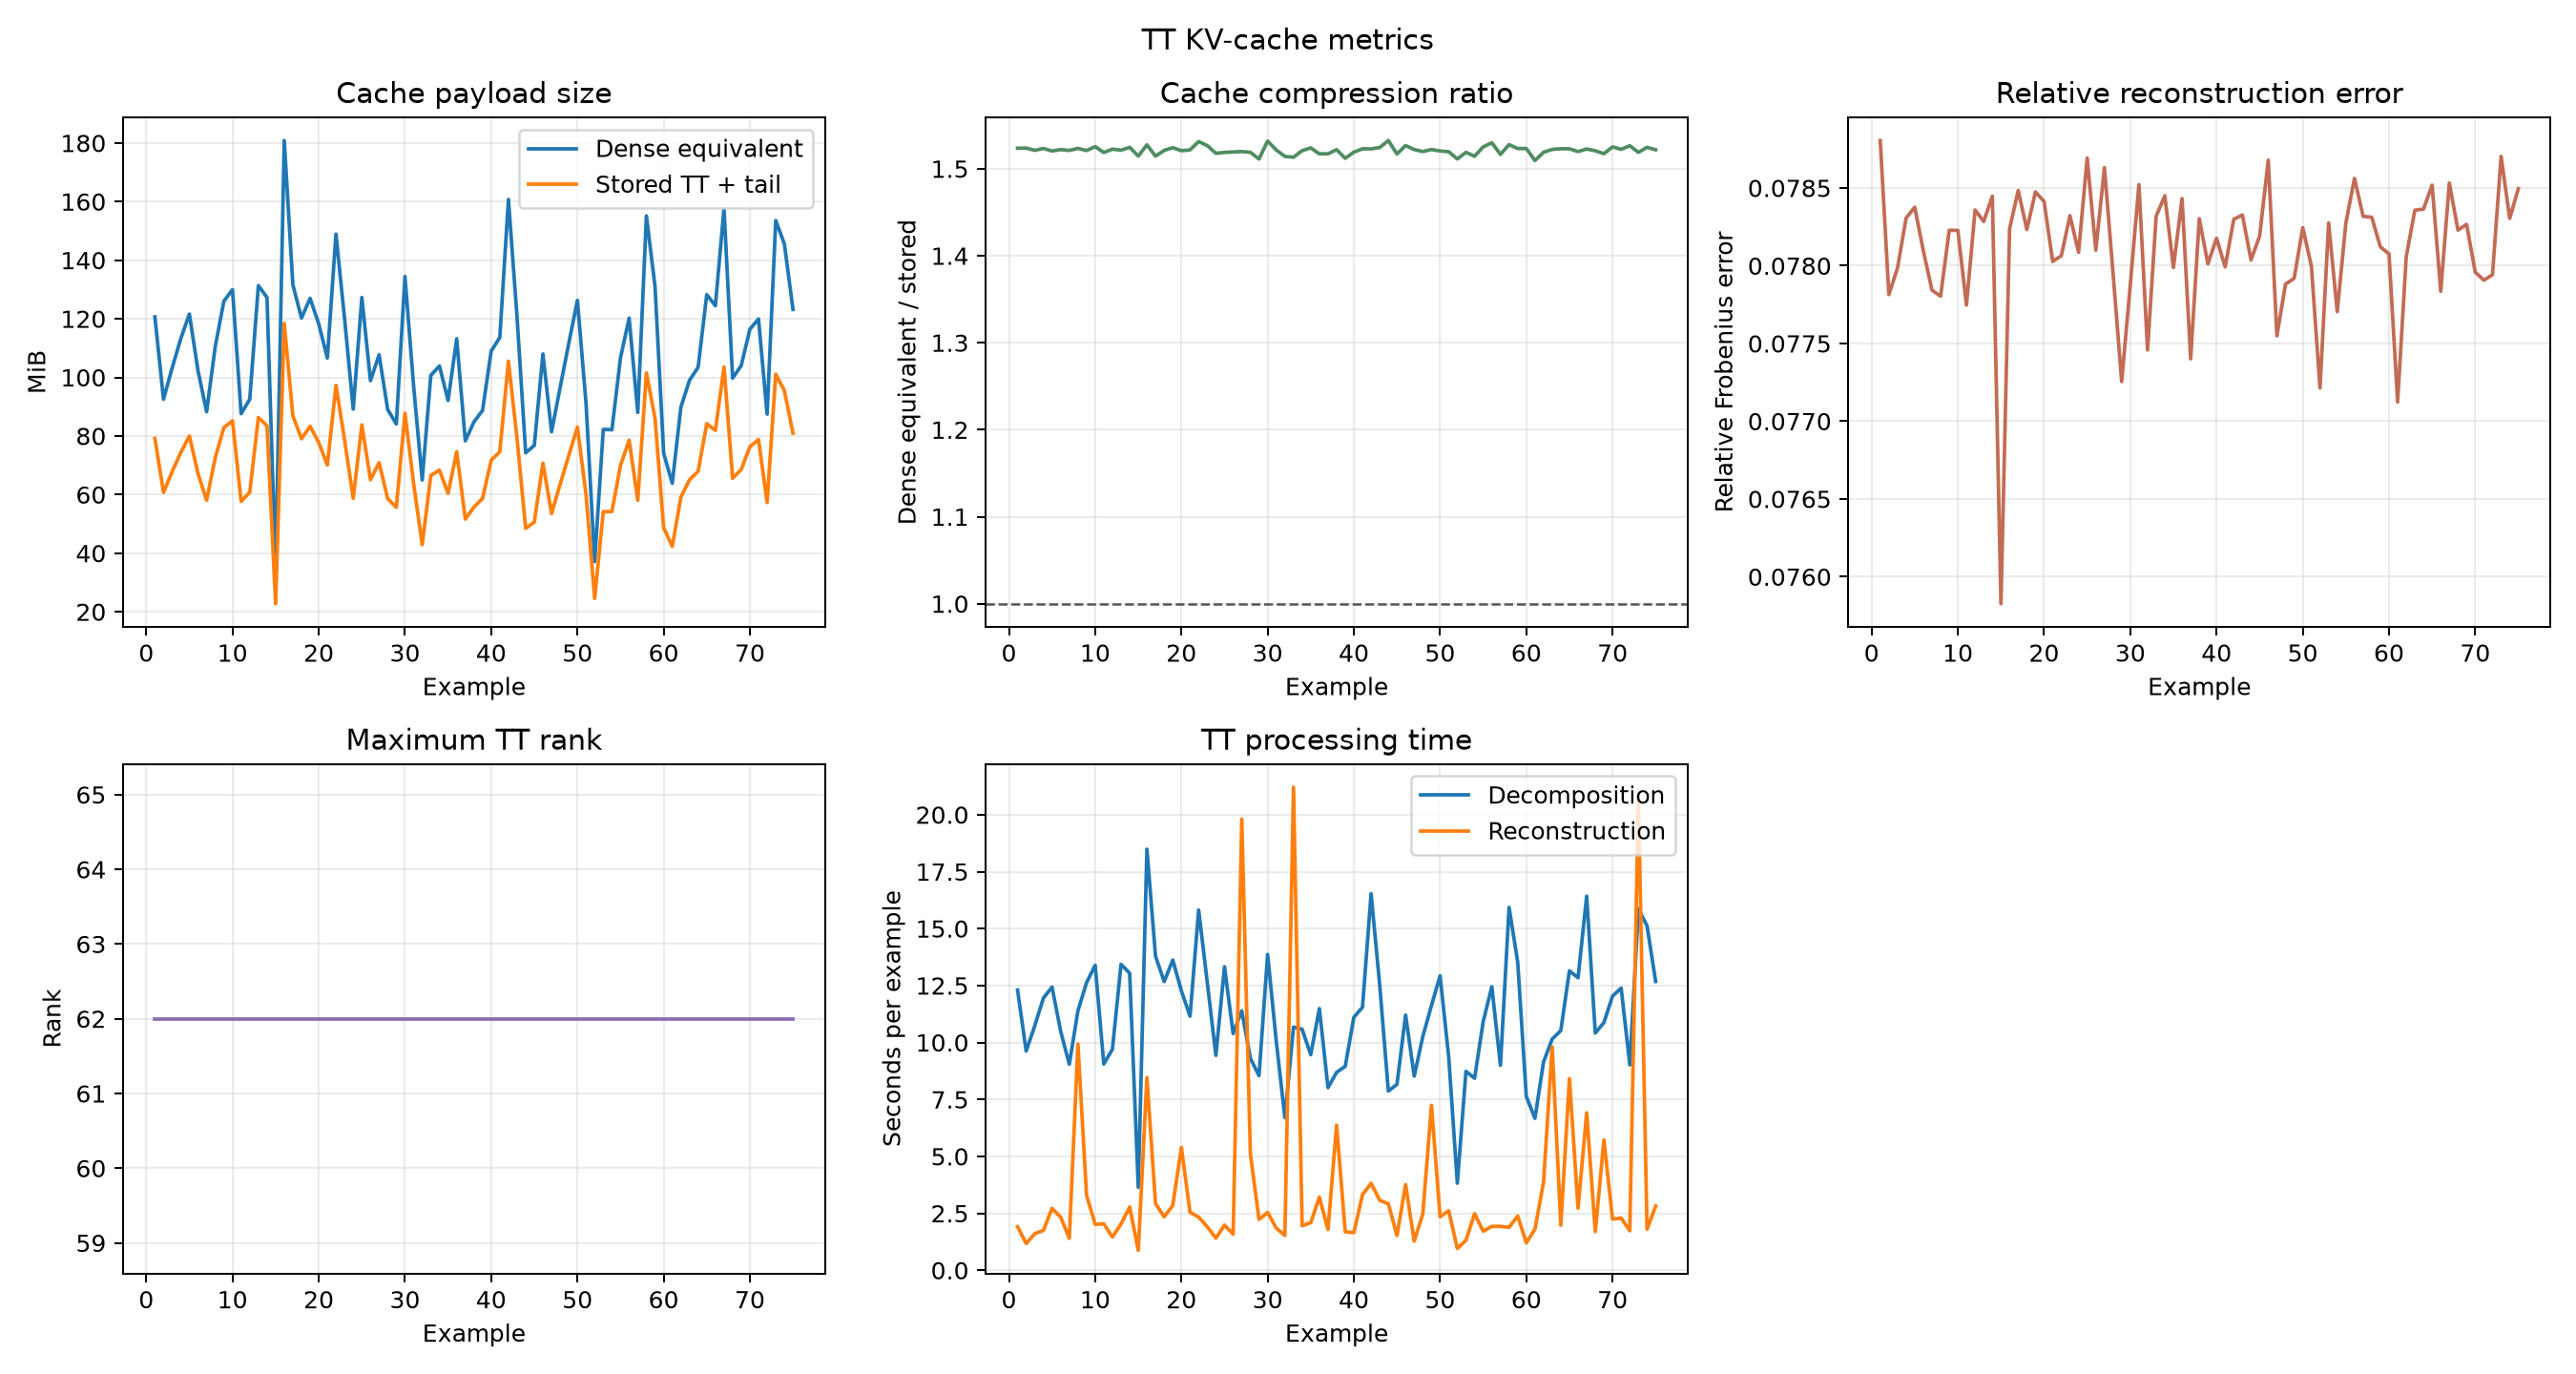 TT KV-cache metrics
Cache payload size
MiB
180
160
140
120
100
80
60
40
20
0 10 20 30 40 50 60 70
Example
Dense equivalent
Stored TT + tail
Cache compression ratio
Dense equivalent / stored
1.5
1.4
1.3
1.2
1.1
1.0
0 10 20 30 40 50 60 70
Example
Relative reconstruction error
Relative Frobenius error
0.0785
0.0780
0.0775
0.0770
0.0765
0.0760
0 10 20 30 40 50 60 70
Example
Maximum TT rank
Rank
65
64
63
62
61
60
59
0 10 20 30 40 50 60 70
Example
TT processing time
Seconds per example
20.0
17.5
15.0
12.5
10.0
7.5
5.0
2.5
0.0
0 10 20 30 40 50 60 70
Example
Decomposition
Reconstruction